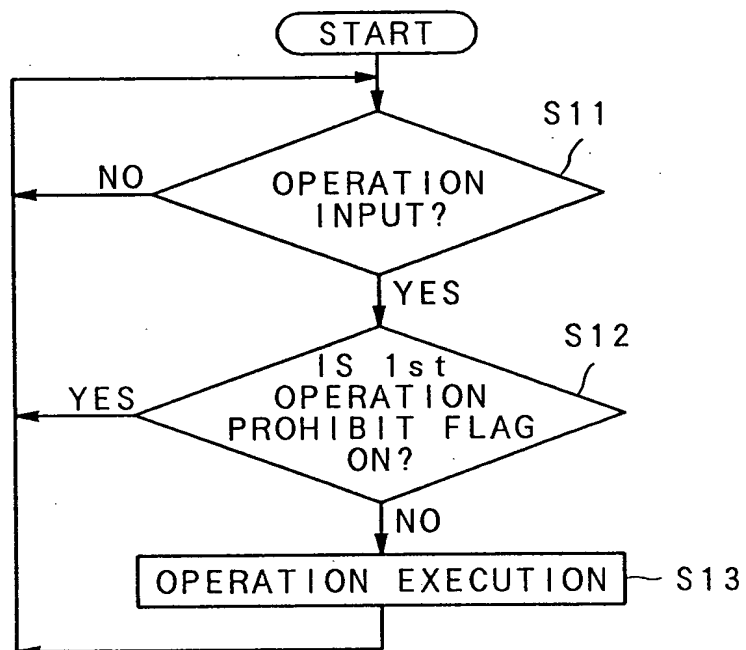 START
S11
NO
OPERATION
INPUT?
YES
S12
IS 1st
YES
OPERATION
PROHIBIT FLAG
ON?
NO
OPERATION EXECUTION
S13